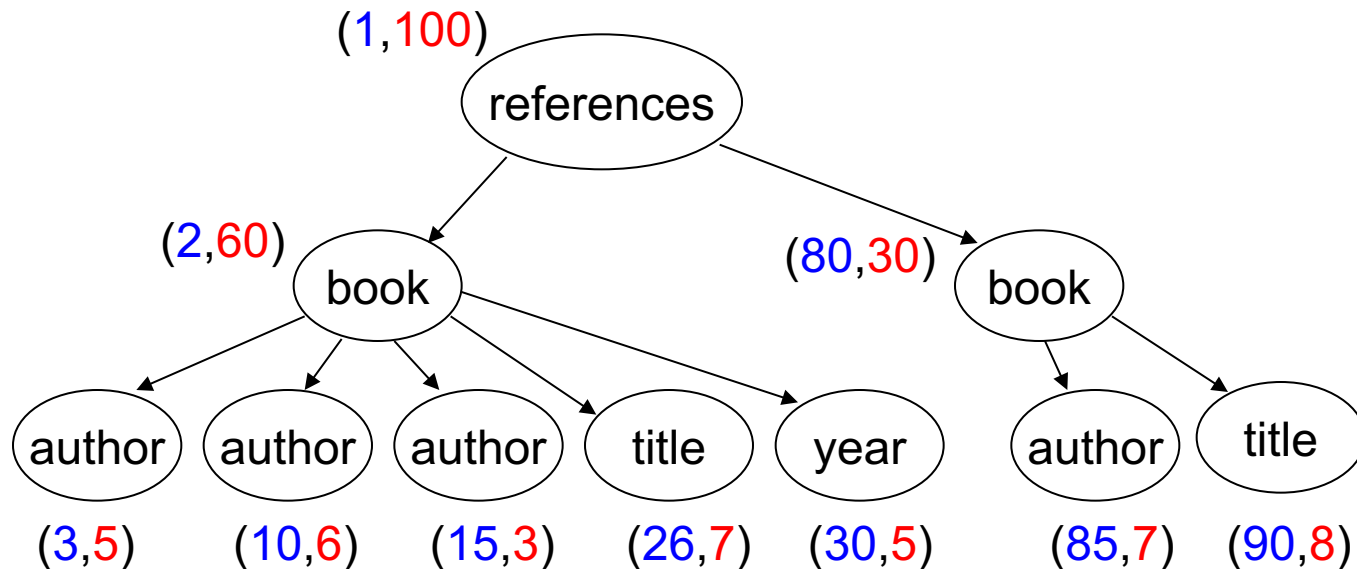 (1,100)
references
(2,60)
(80,30)
book
book
author author author title year author title
(3,5) (10,6) (15,3) (26,7) (30,5) (85,7) (90,8)